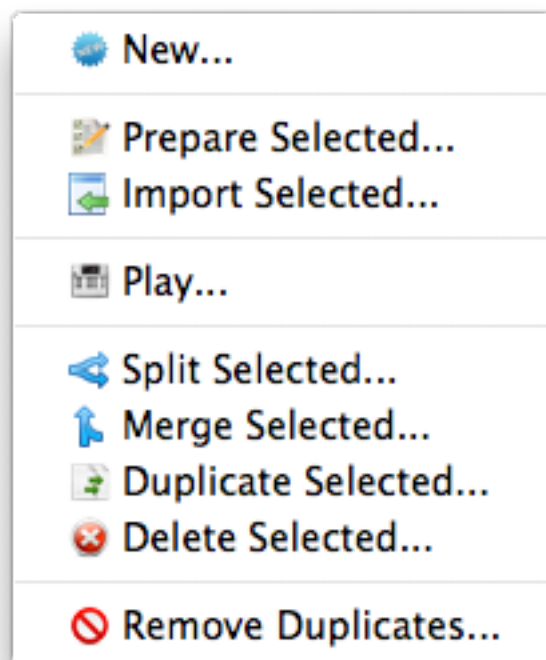 New...
Prepare Selected...
Import Selected...
Play...
Split Selected...
Merge Selected...
Duplicate Selected...
Delete Selected...
Remove Duplicates...